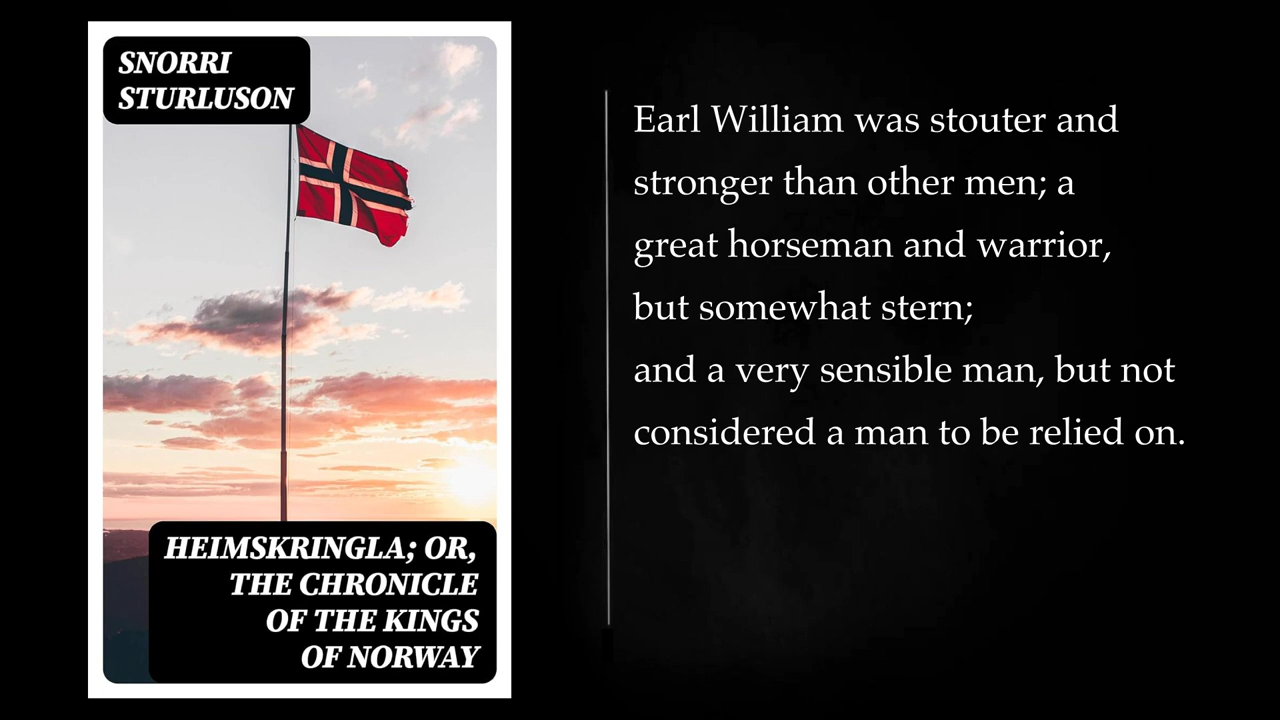 SNORRI
STURLUSON
HEIMSKRINGLA; OR,
THE CHRONICLE
OF THE KINGS
OF NORWAY
Earl William was stouter and
stronger than other men; a
great horseman and warrior,
but somewhat stern;
and a very sensible man, but not
considered a man to be relied on.